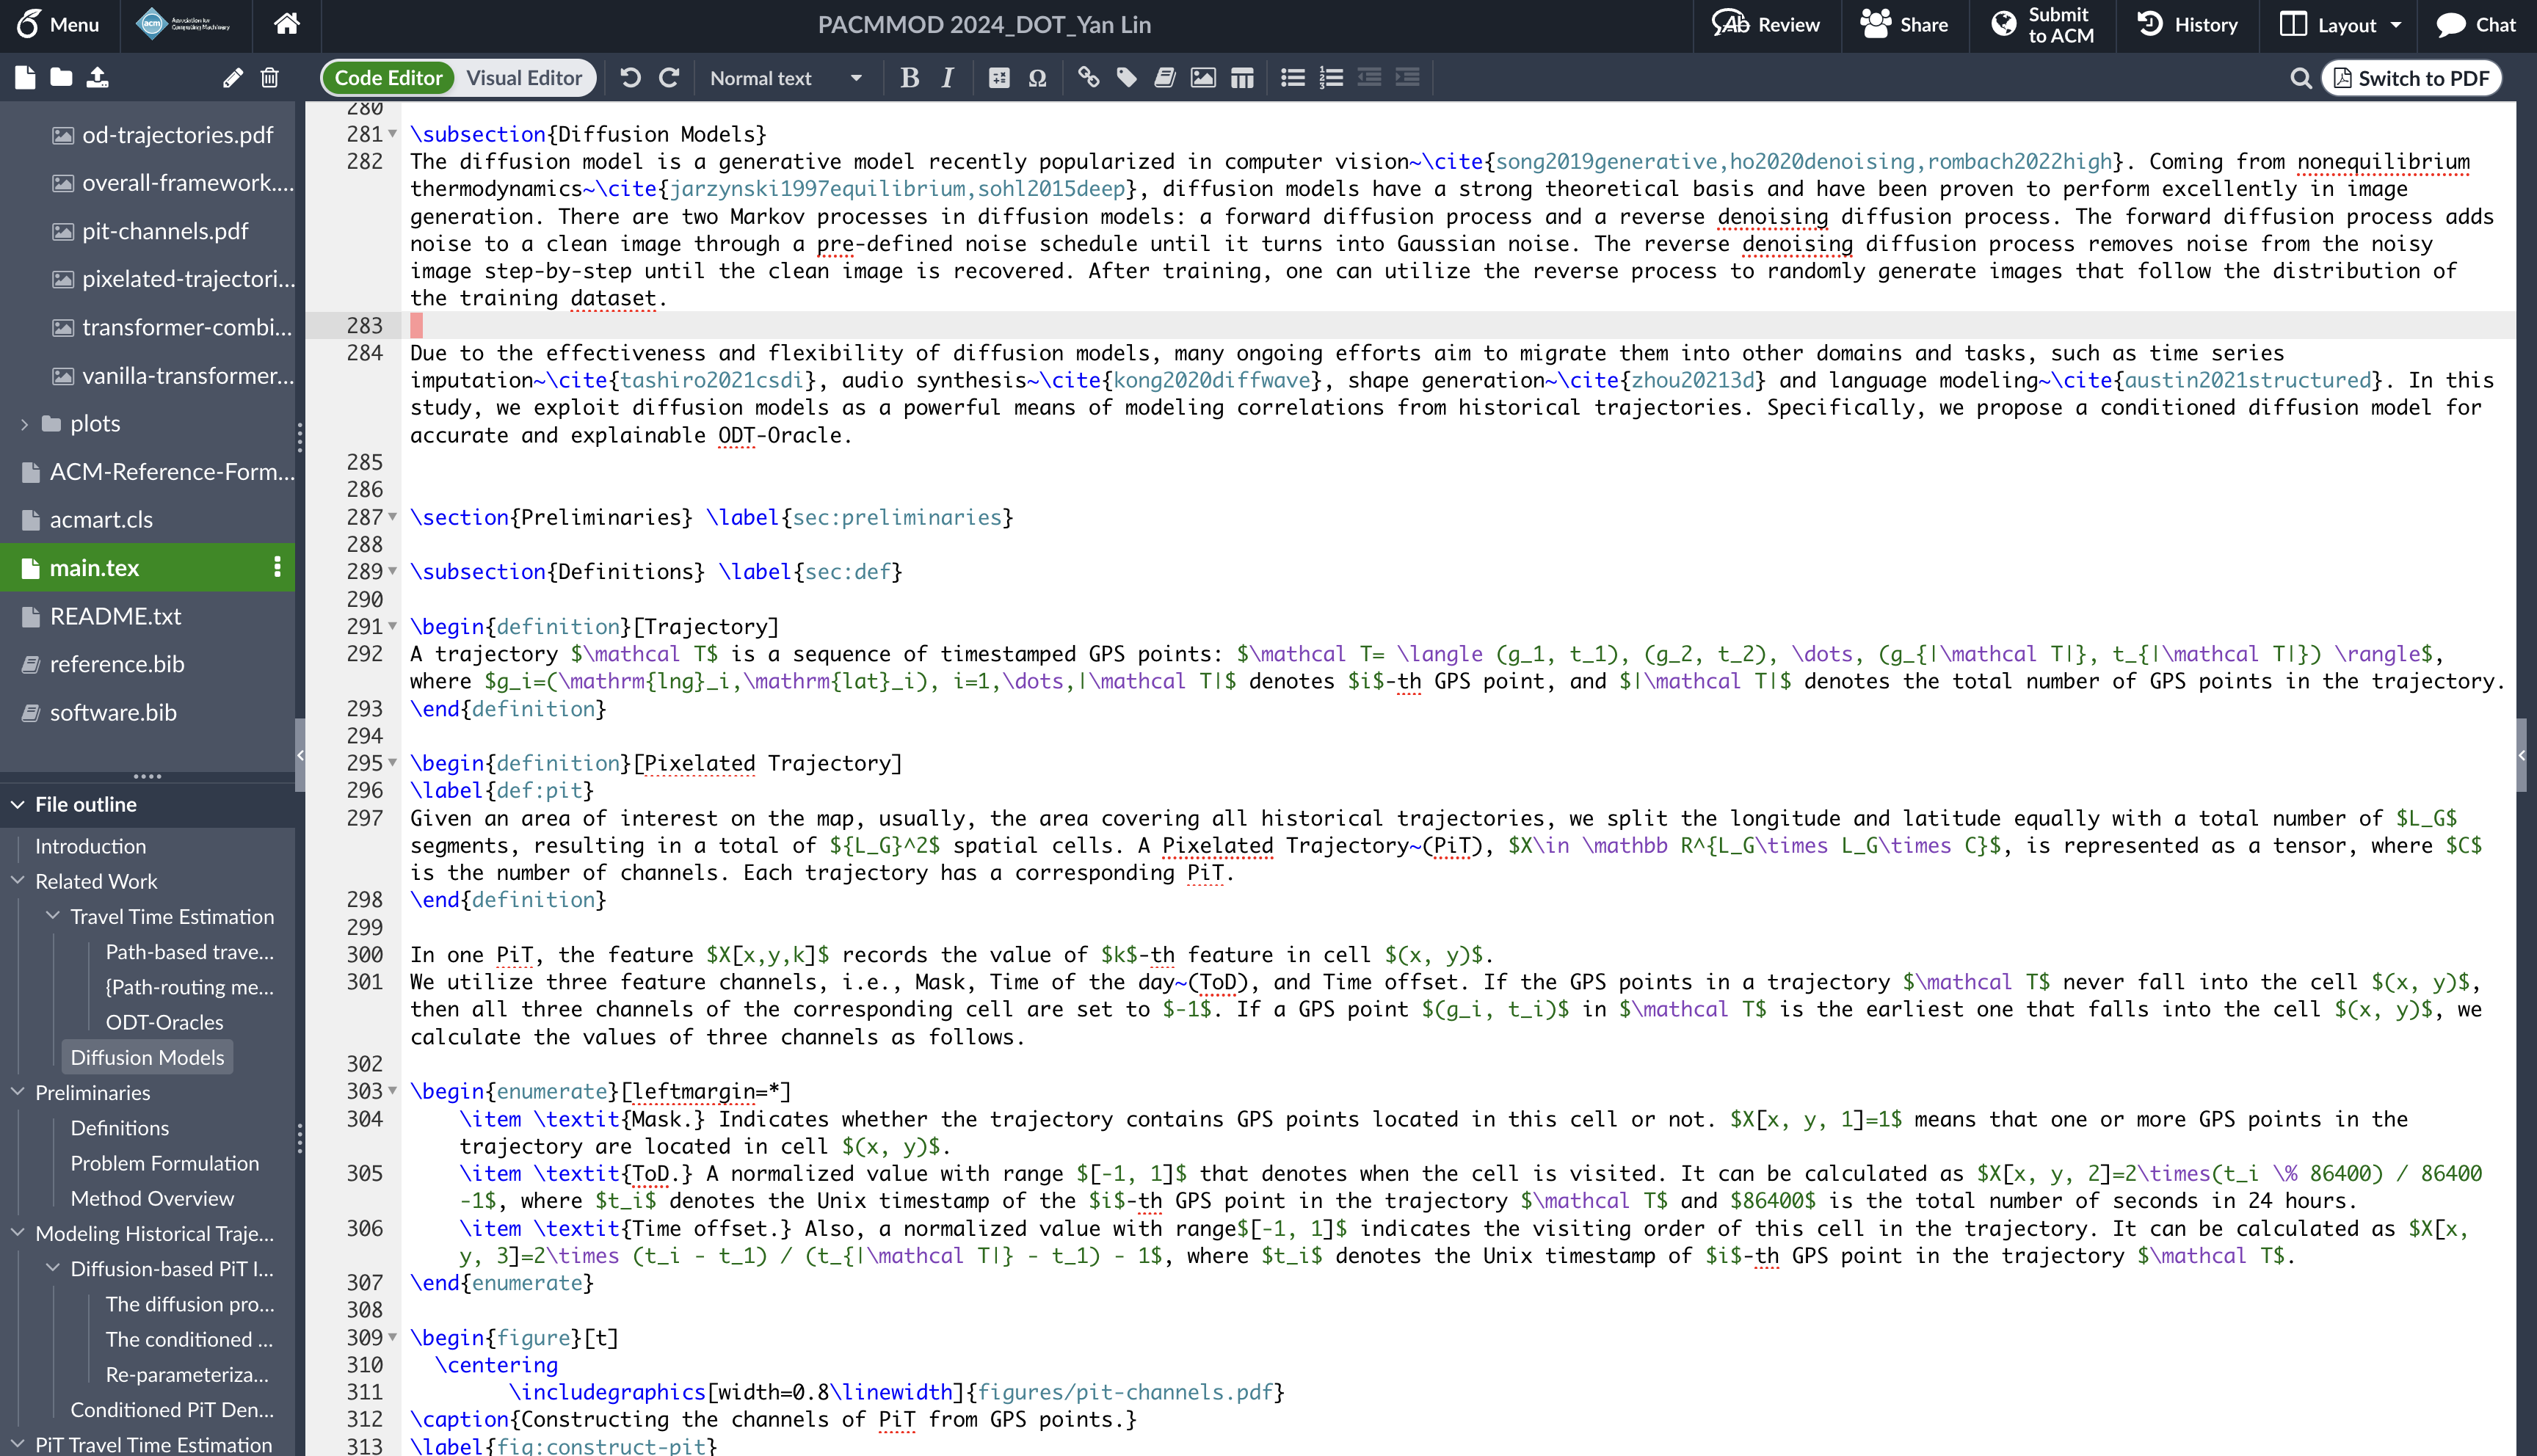 Menu
acm Association for Computing Machinery
PACMMOD 2024_DOT_Yan Lin
Review
Share
Submit to ACM
History
Layout
Chat
Code Editor
Visual Editor
Normal text
Switch to PDF
od-trajectories.pdf
overall-framework....
pit-channels.pdf
pixelated-trajectori...
transformer-combi...
vanilla-transformer...
plots
ACM-Reference-Form...
acmart.cls
main.tex
README.txt
reference.bib
software.bib
File outline
Introduction
Related Work
Travel Time Estimation
Path-based trave...
{Path-routing me...
ODT-Oracles
Diffusion Models
Preliminaries
Definitions
Problem Formulation
Method Overview
Modeling Historical Traje...
Diffusion-based PiT I...
The diffusion pro...
The conditioned ...
Re-parameteriza...
Conditioned PiT Den...
PiT Travel Time Estimation
280
281 \subsection{Diffusion Models}
282 The diffusion model is a generative model recently popularized in computer vision~\cite{song2019generative,ho2020denoising,rombach2022high}. Coming from nonequilibrium
thermodynamics~\cite{jarzynski1997equilibrium,sohl2015deep}, diffusion models have a strong theoretical basis and have been proven to perform excellently in image
generation. There are two Markov processes in diffusion models: a forward diffusion process and a reverse denoising diffusion process. The forward diffusion process adds
noise to a clean image through a pre-defined noise schedule until it turns into Gaussian noise. The reverse denoising diffusion process removes noise from the noisy
image step-by-step until the clean image is recovered. After training, one can utilize the reverse process to randomly generate images that follow the distribution of
the training dataset.
283
284 Due to the effectiveness and flexibility of diffusion models, many ongoing efforts aim to migrate them into other domains and tasks, such as time series
imputation~\cite{tashiro2021csdi}, audio synthesis~\cite{kong2020diffwave}, shape generation~\cite{zhou20213d} and language modeling~\cite{austin2021structured}. In this
study, we exploit diffusion models as a powerful means of modeling correlations from historical trajectories. Specifically, we propose a conditioned diffusion model for
accurate and explainable ODT-Oracle.
285
286
287 \section{Preliminaries} \label{sec:preliminaries}
288
289 \subsection{Definitions} \label{sec:def}
290
291 \begin{definition}[Trajectory]
292 A trajectory $\mathcal T$ is a sequence of timestamped GPS points: $\mathcal T= \langle (g_1, t_1), (g_2, t_2), \dots, (g_{|\mathcal T|}, t_{|\mathcal T|}) \rangle$,
where $g_i=(\mathrm{lng}_i,\mathrm{lat}_i), i=1,\dots,|\mathcal T|$ denotes $i$-th GPS point, and $|\mathcal T|$ denotes the total number of GPS points in the trajectory.
293 \end{definition}
294
295 \begin{definition}[Pixelated Trajectory]
296 \label{def:pit}
297 Given an area of interest on the map, usually, the area covering all historical trajectories, we split the longitude and latitude equally with a total number of $L_G$
segments, resulting in a total of ${L_G}^2$ spatial cells. A Pixelated Trajectory~(PiT), $X\in \mathbb R^{L_G\times L_G\times C}$, is represented as a tensor, where $C$
is the number of channels. Each trajectory has a corresponding PiT.
298 \end{definition}
299
300 In one PiT, the feature $X[x,y,k]$ records the value of $k$-th feature in cell $(x, y)$.
301 We utilize three feature channels, i.e., Mask, Time of the day~(ToD), and Time offset. If the GPS points in a trajectory $\mathcal T$ never fall into the cell $(x, y)$,
then all three channels of the corresponding cell are set to $-1$. If a GPS point $(g_i, t_i)$ in $\mathcal T$ is the earliest one that falls into the cell $(x, y)$, we
calculate the values of three channels as follows.
302
303 \begin{enumerate}[leftmargin=*]
304 \item \textit{Mask.} Indicates whether the trajectory contains GPS points located in this cell or not. $X[x, y, 1]=1$ means that one or more GPS points in the
trajectory are located in cell $(x, y)$.
305 \item \textit{ToD.} A normalized value with range $[-1, 1]$ that denotes when the cell is visited. It can be calculated as $X[x, y, 2]=2\times(t_i \% 86400) / 86400
-1$, where $t_i$ denotes the Unix timestamp of the $i$-th GPS point in the trajectory $\mathcal T$ and $86400$ is the total number of seconds in 24 hours.
306 \item \textit{Time offset.} Also, a normalized value with range$[-1, 1]$ indicates the visiting order of this cell in the trajectory. It can be calculated as $X[x,
y, 3]=2\times (t_i - t_1) / (t_{|\mathcal T|} - t_1) - 1$, where $t_i$ denotes the Unix timestamp of $i$-th GPS point in the trajectory $\mathcal T$.
307 \end{enumerate}
308
309 \begin{figure}[t]
310 \centering
311 \includegraphics[width=0.8\linewidth]{figures/pit-channels.pdf}
312 \caption{Constructing the channels of PiT from GPS points.}
313 \label{fig:construct-pit}